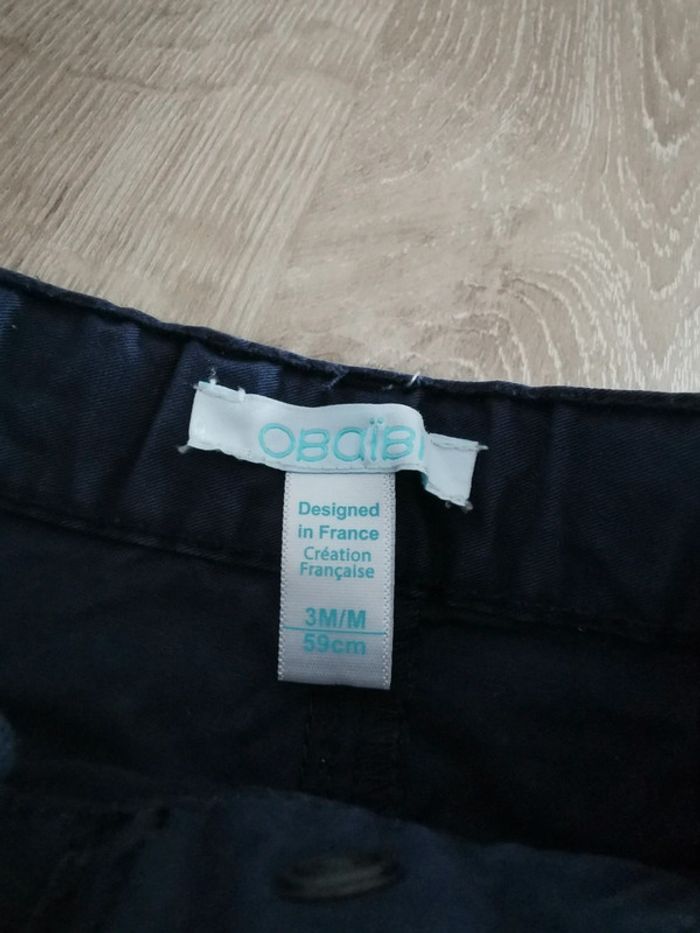 OBaïBi
Designed
in France
Création
Française
3M/M
59cm